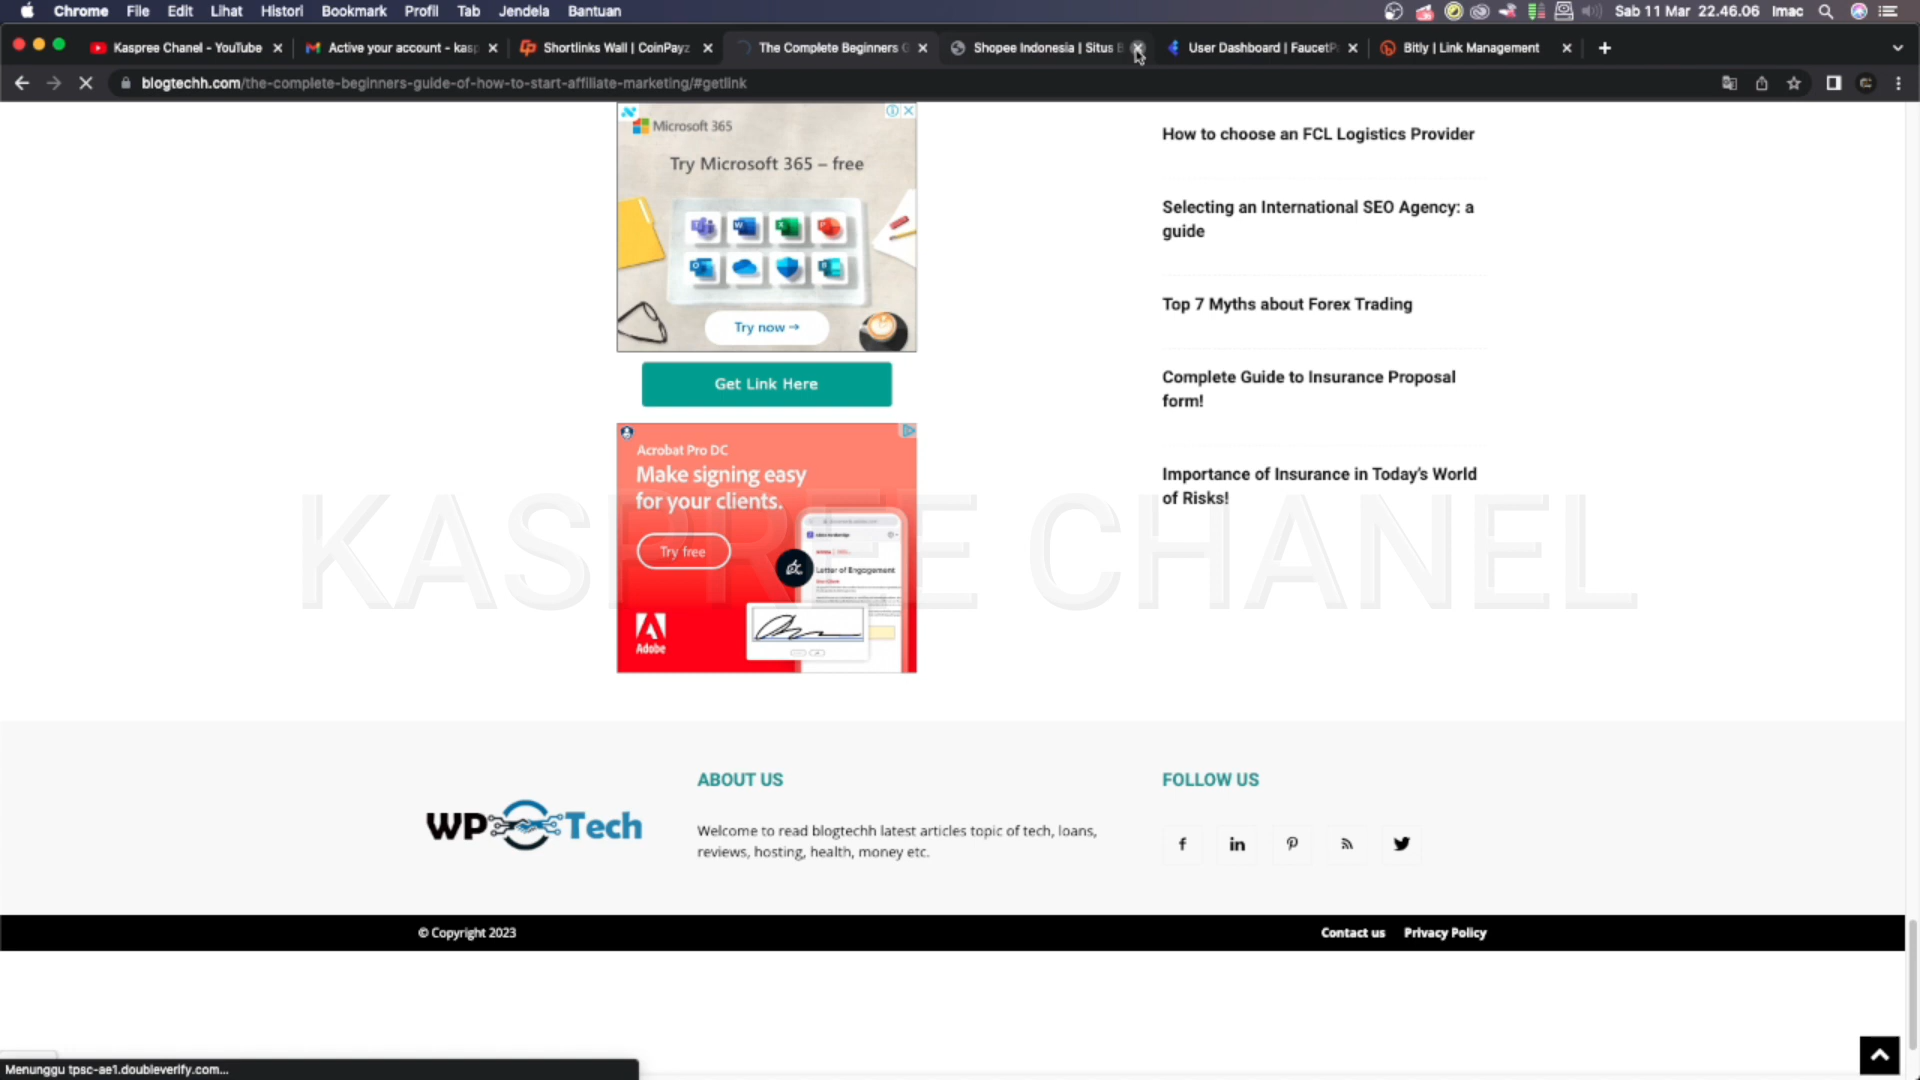 Chrome File Edit Lihat Histori Bookmark Profil Tab Jendela Bantuan Sab 11 Mar 22.46.06 Imac
Kaspree Chanel - YouTube Active your account - kasp Shortlinks Wall | CoinPayz The Complete Beginners G Shopee Indonesia | Situs B User Dashboard | FaucetP Bitly | Link Management
blogtechh.com/the-complete-beginners-guide-of-how-to-start-affiliate-marketing/#getlink
Microsoft 365
Try Microsoft 365 – free
Try now →
Get Link Here
Acrobat Pro DC
Make signing easy
for your clients.
Try free
Letter of Engagement
Adobe
How to choose an FCL Logistics Provider
Selecting an International SEO Agency: a
guide
Top 7 Myths about Forex Trading
Complete Guide to Insurance Proposal
form!
Importance of Insurance in Today's World
of Risks!
KASPREE CHANEL
WP Tech
ABOUT US
Welcome to read blogtechh latest articles topic of tech, loans,
reviews, hosting, health, money etc.
FOLLOW US
© Copyright 2023
Contact us Privacy Policy
Menunggu tpsc-ae1.doubleverify.com...